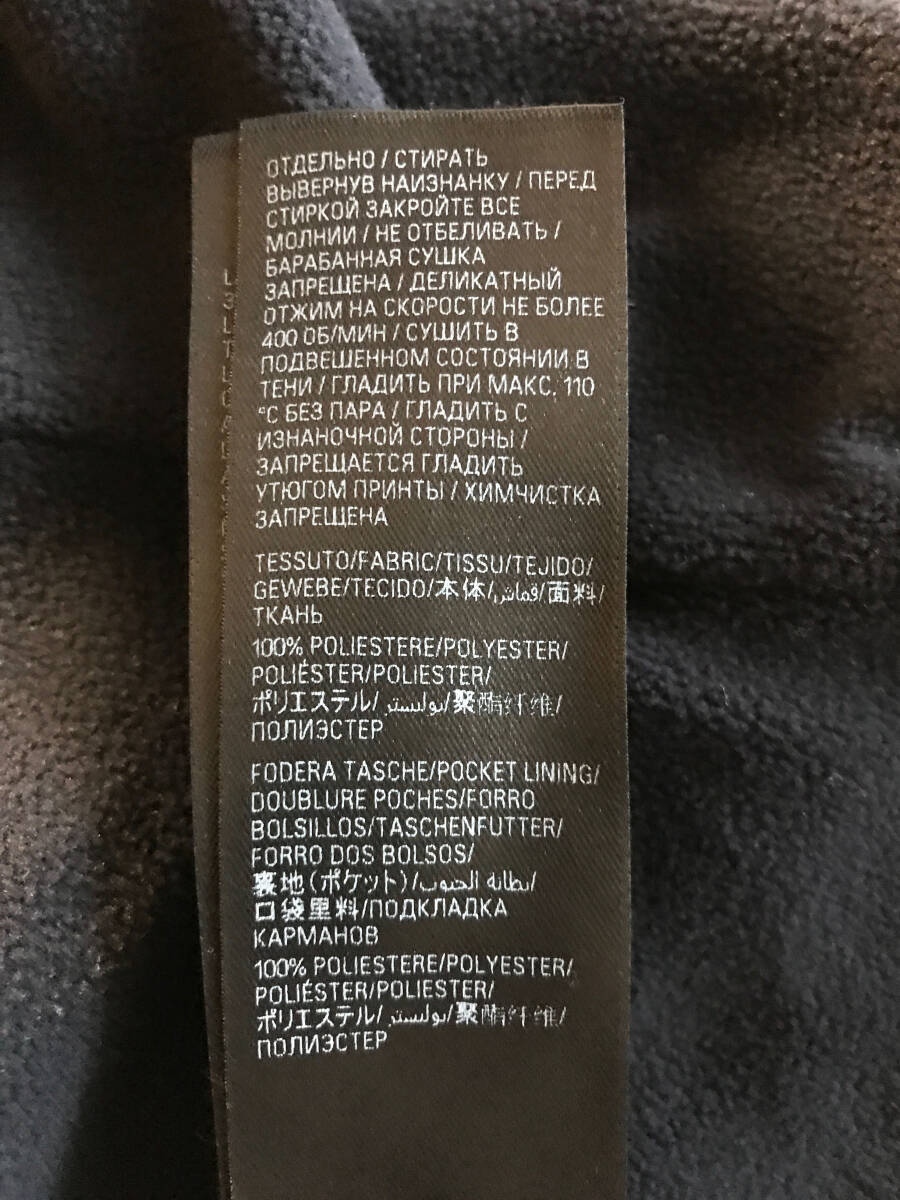 ОТДЕЛЬНО / СТИРАТЬ
ВЫВЕРНУВ НАИЗНАНКУ / ПЕРЕД
СТИРКОЙ ЗАКРОЙТЕ ВСЕ
МОЛНИИ / НЕ ОТБЕЛИВАТЬ /
БАРАБАННАЯ СУШКА
ЗАПРЕЩЕНА / ДЕЛИКАТНЫЙ
ОТЖИМ НА СКОРОСТИ НЕ БОЛЕЕ
400 ОБ/МИН / СУШИТЬ В
ПОДВЕШЕННОМ СОСТОЯНИИ В
ТЕНИ / ГЛАДИТЬ ПРИ МАКС. 110
°C БЕЗ ПАРА / ГЛАДИТЬ С
ИЗНАНОЧНОЙ СТОРОНЫ /
ЗАПРЕЩАЕТСЯ ГЛАДИТЬ
УТЮГОМ ПРИНТЫ / ХИМЧИСТКА
ЗАПРЕЩЕНА
TESSUTO/FABRIC/TISSU/TEJIDO/
GEWEBE/TECIDO/本体/قماش/面料/
ТКАНЬ
100% POLIESTERE/POLYESTER/
POLIÉSTER/POLIESTER/
ポリエステル/بوليستر/聚酯纤维/
ПОЛИЭСТЕР
FODERA TASCHE/POCKET LINING/
DOUBLURE POCHES/FORRO
BOLSILLOS/TASCHENFUTTER/
FORRO DOS BOLSOS/
裏地(ポケット)/بطانة الجيوب/
口袋里料/ПОДКЛАДКА
КАРМАНОВ
100% POLIESTERE/POLYESTER/
POLIÉSTER/POLIESTER/
ポリエステル/بوليستر/聚酯纤维/
ПОЛИЭСТЕР